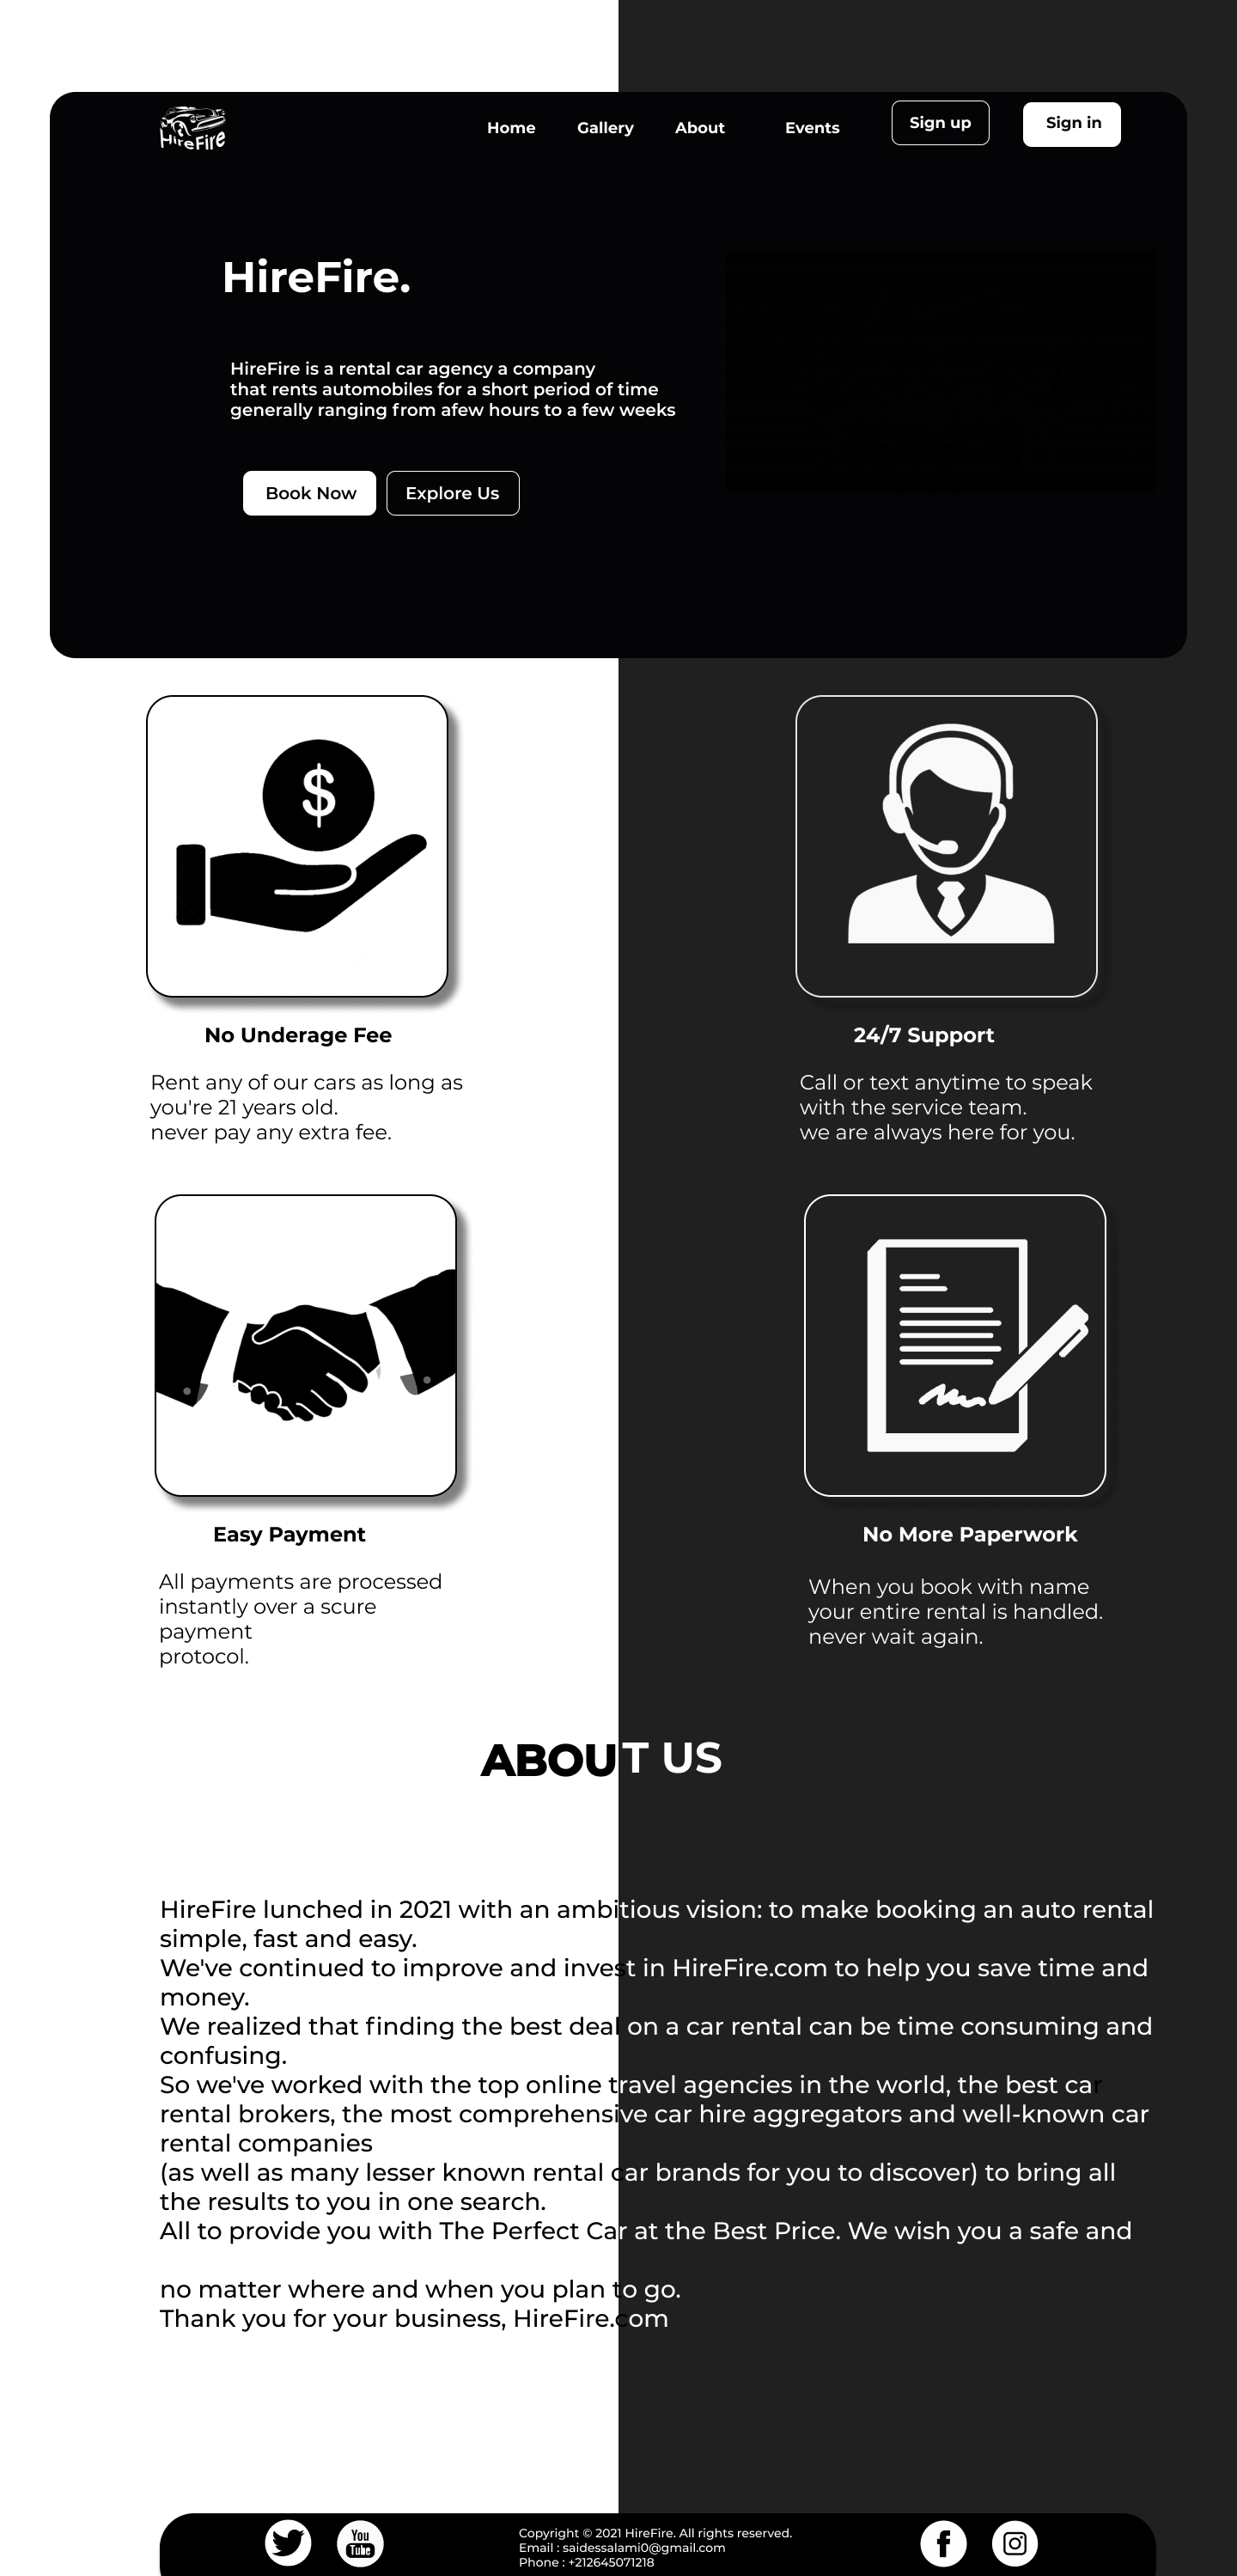 HireFire
Home Gallery About Events Sign up Sign in
HireFire.
HireFire is a rental car agency a company
that rents automobiles for a short period of time
generally ranging from afew hours to a few weeks
Book Now Explore Us
$
No Underage Fee
Rent any of our cars as long as
you're 21 years old.
never pay any extra fee.
24/7 Support
Call or text anytime to speak
with the service team.
we are always here for you.
Easy Payment
All payments are processed
instantly over a scure
payment
protocol.
No More Paperwork
When you book with name
your entire rental is handled.
never wait again.
ABOUT US
HireFire lunched in 2021 with an ambitious vision: to make booking an auto rental
simple, fast and easy.
We've continued to improve and invest in HireFire.com to help you save time and
money.
We realized that finding the best deal on a car rental can be time consuming and
confusing.
So we've worked with the top online travel agencies in the world, the best car
rental brokers, the most comprehensive car hire aggregators and well-known car
rental companies
(as well as many lesser known rental car brands for you to discover) to bring all
the results to you in one search.
All to provide you with The Perfect Car at the Best Price. We wish you a safe and
no matter where and when you plan to go.
Thank you for your business, HireFire.com
You
Tube
Copyright © 2021 HireFire. All rights reserved.
Email : saidessalami0@gmail.com
Phone : +212645071218